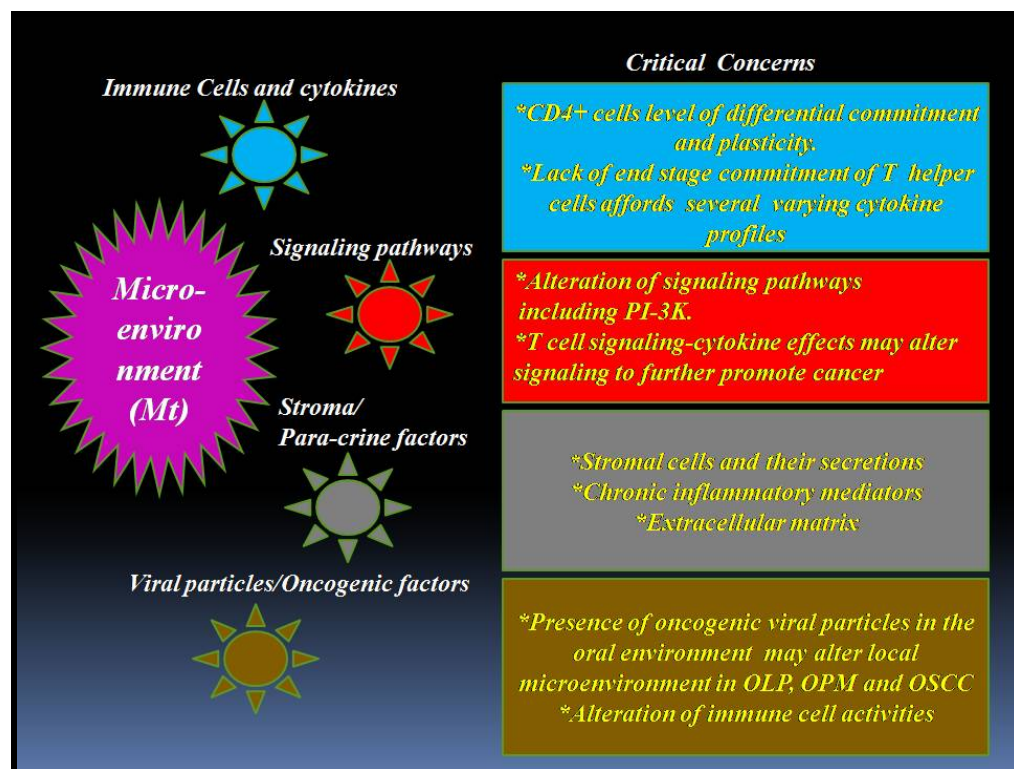 Critical Concerns
Immune Cells and cytokines
*CD4+ cells level of differential commitment
and plasticity.
*Lack of end stage commitment of T helper
cells affords several varying cytokine
profiles
Signaling pathways
*Alteration of signaling pathways
including PI-3K.
*T cell signaling-cytokine effects may alter
signaling to further promote cancer
Micro-
enviro
nment
(Mt)
Stroma/
Para-crine factors
*Stromal cells and their secretions
*Chronic inflammatory mediators
*Extracellular matrix
Viral particles/Oncogenic factors
*Presence of oncogenic viral particles in the
oral environment may alter local
microenvironment in OLP, OPM and OSCC
*Alteration of immune cell activities